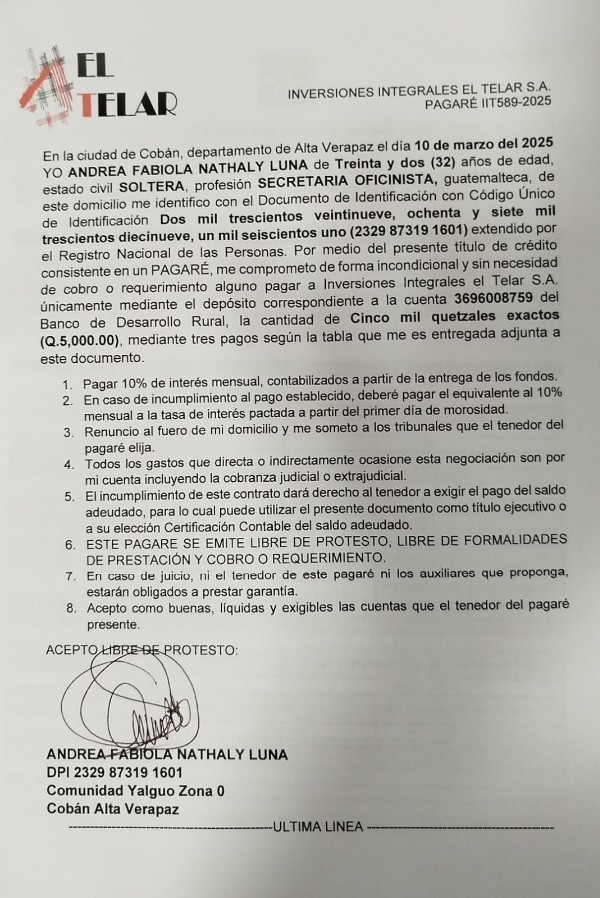 EL
TELAR
INVERSIONES INTEGRALES EL TELAR S.A.
PAGARÉ IIT589-2025
En la ciudad de Cobán, departamento de Alta Verapaz el día 10 de marzo del 2025
YO ANDREA FABIOLA NATHALY LUNA de Treinta y dos (32) años de edad,
estado civil SOLTERA, profesión SECRETARIA OFICINISTA, guatemalteca, de
este domicilio me identifico con el Documento de Identificación con Código Único
de Identificación Dos mil trescientos veintinueve, ochenta y siete mil
trescientos diecinueve, un mil seiscientos uno (2329 87319 1601) extendido por
el Registro Nacional de las Personas. Por medio del presente título de crédito
consistente en un PAGARÉ, me comprometo de forma incondicional y sin necesidad
de cobro o requerimiento alguno pagar a Inversiones Integrales el Telar S.A.
únicamente mediante el depósito correspondiente a la cuenta 3696008759 del
Banco de Desarrollo Rural, la cantidad de Cinco mil quetzales exactos
(Q.5,000.00), mediante tres pagos según la tabla que me es entregada adjunta a
este documento.
1. Pagar 10% de interés mensual, contabilizados a partir de la entrega de los fondos.
2. En caso de incumplimiento al pago establecido, deberé pagar el equivalente al 10%
mensual a la tasa de interés pactada a partir del primer día de morosidad.
3. Renuncio al fuero de mi domicilio y me someto a los tribunales que el tenedor del
pagaré elija.
4. Todos los gastos que directa o indirectamente ocasione esta negociación son por
mi cuenta incluyendo la cobranza judicial o extrajudicial.
5. El incumplimiento de este contrato dará derecho al tenedor a exigir el pago del saldo
adeudado, para lo cual puede utilizar el presente documento como título ejecutivo o
a su elección Certificación Contable del saldo adeudado.
6. ESTE PAGARE SE EMITE LIBRE DE PROTESTO, LIBRE DE FORMALIDADES
DE PRESTACIÓN Y COBRO O REQUERIMIENTO.
7. En caso de juicio, ni el tenedor de este pagaré ni los auxiliares que proponga,
estarán obligados a prestar garantía.
8. Acepto como buenas, líquidas y exigibles las cuentas que el tenedor del pagaré
presente.
ACEPTO LIBRE DE PROTESTO:
ANDREA FABIOLA NATHALY LUNA
DPI 2329 87319 1601
Comunidad Yalguo Zona 0
Cobán Alta Verapaz
----------ULTIMA LINEA ----------